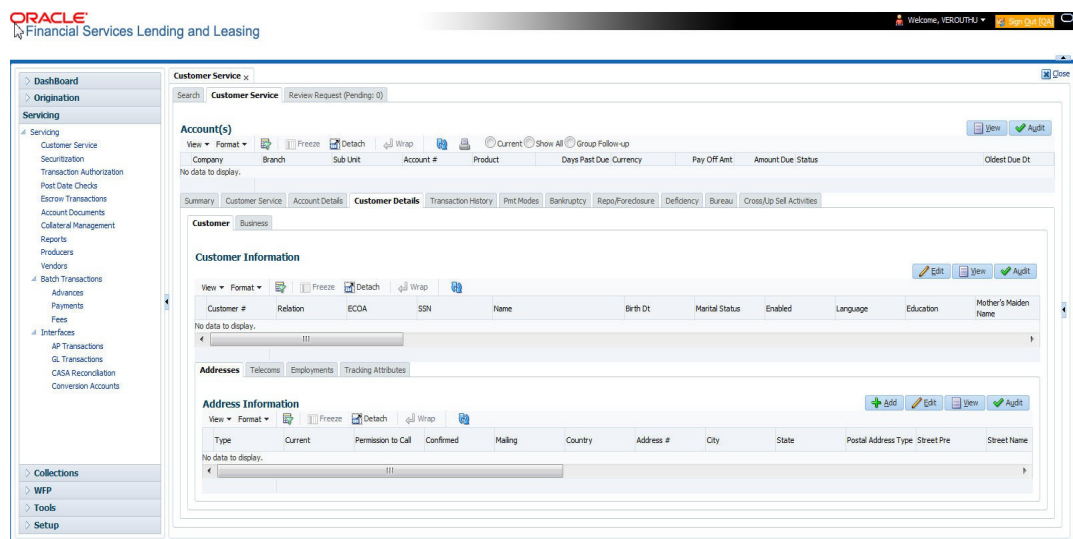 ORACLE'
Financial Services Lending and Leasing
Welcome, VEROUTHU
Sign Out [QA]
Close
DashBoard
Origination
Servicing
Servicing
Customer Service
Securitization
Transaction Authorization
Post Date Checks
Escrow Transactions
Account Documents
Collateral Management
Reports
Producers
Vendors
Batch Transactions
Advances
Payments
Fees
Interfaces
AP Transactions
GL Transactions
CASA Reconciliation
Conversion Accounts
Collections
WFP
Tools
Setup
Customer Service x
Search Customer Service Review Request (Pending: 0)
Account(s)
View Audit
View Format Freeze Detach Wrap Current Show All Group Follow-up
Company Branch Sub Unit Account # Product Days Past Due Currency Pay Off Amt Amount Due Status Oldest Due Dt
No data to display.
Summary Customer Service Account Details Customer Details Transaction History Pmt Modes Bankruptcy Repo/Foreclosure Deficiency Bureau Cross/Up Sell Activities
Customer Business
Customer Information
Edit View Audit
View Format Freeze Detach Wrap
Customer # Relation ECOA SSN Name Birth Dt Marital Status Enabled Language Education Mother's Maiden
Name
No data to display.
Addresses Telecoms Employments Tracking Attributes
Address Information
Add Edit View Audit
View Format Freeze Detach Wrap
Type Current Permission to Call Confirmed Mailing Country Address # City State Postal Address Type Street Pre Street Name
No data to display.